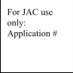 For JAC use
only:
Application #